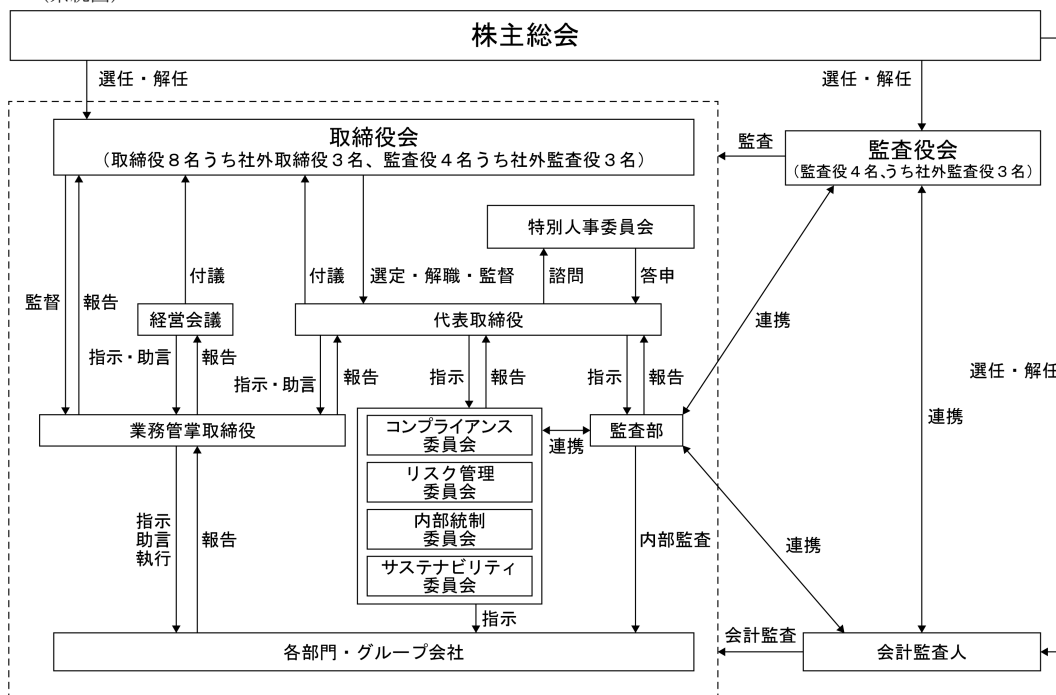 (系統図)
株主総会
選任・解任
選任・解任
取締役会
(取締役8名うち社外取締役3名、監査役4名うち社外監査役3名)
監査
監査役会
(監査役4名、うち社外監査役3名)
特別人事委員会
監督
報告
付議
付議
選定・解職・監督
諮問
答申
経営会議
代表取締役
連携
指示・助言
報告
指示・助言
報告
指示
報告
指示
報告
選任・解任
連携
業務管掌取締役
コンプライアンス
委員会
連携
監査部
リスク管理
委員会
内部統制
委員会
サステナビリティ
委員会
指示
助言
執行
報告
内部監査
連携
指示
各部門・グループ会社
会計監査
会計監査人